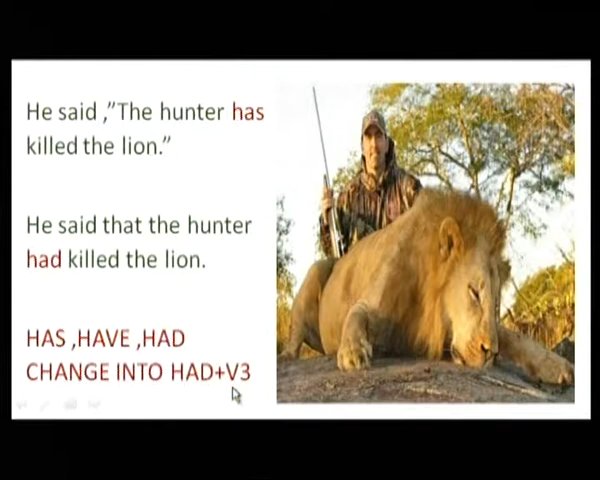 He said ,"The hunter has
killed the lion."
He said that the hunter
had killed the lion.
HAS ,HAVE ,HAD
CHANGE INTO HAD+V3